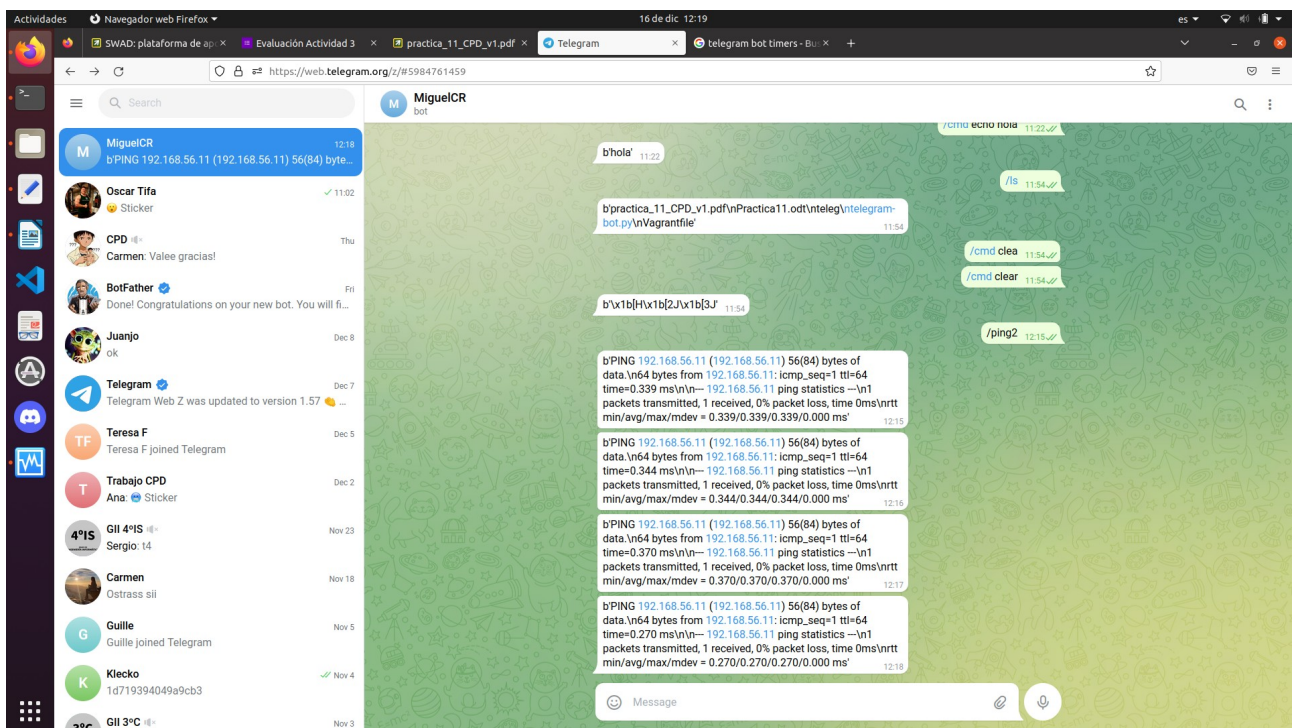 Actividades
Navegador web Firefox
16 de dic 12:19
es
SWAD: plataforma de apo
Evaluación Actividad 3
practica_11_CPD_v1.pdf
Telegram
telegram bot timers - Bus
https://web.telegram.org/z/#5984761459
Search
M
MiguelCR
12:18
b'PING 192.168.56.11 (192.168.56.11) 56(84) byte...
Oscar Tifa
11:02
Sticker
CPD
Thu
Carmen: Valee gracias!
BotFather
Fri
Done! Congratulations on your new bot. You will fi...
Juanjo
Dec 8
ok
Telegram
Dec 7
Telegram Web Z was updated to version 1.57 👏 ...
TF
Teresa F
Dec 5
Teresa F joined Telegram
T
Trabajo CPD
Dec 2
Ana: Sticker
4ºIS
GII 4ºIS
Nov 23
Sergio: t4
Carmen
Nov 18
Ostrass sii
G
Guille
Nov 5
Guille joined Telegram
K
Klecko
Nov 4
1d719394049a9cb3
GII 3ºC
Nov 3
M
MiguelCR
bot
/cmd echo hola 11:22
b'hola' 11:22
/ls 11:54
b'practica_11_CPD_v1.pdf\nPractica11.odt\nteleg\ntelegram-
bot.py\nVagrantfile'
11:54
/cmd clea 11:54
/cmd clear 11:54
b'\x1b[H\x1b[2J\x1b[3J' 11:54
/ping2 12:15
b'PING 192.168.56.11 (192.168.56.11) 56(84) bytes of
data.\n64 bytes from 192.168.56.11: icmp_seq=1 ttl=64
time=0.339 ms\n\n--- 192.168.56.11 ping statistics ---\n1
packets transmitted, 1 received, 0% packet loss, time 0ms\nrtt
min/avg/max/mdev = 0.339/0.339/0.339/0.000 ms'
12:15
b'PING 192.168.56.11 (192.168.56.11) 56(84) bytes of
data.\n64 bytes from 192.168.56.11: icmp_seq=1 ttl=64
time=0.344 ms\n\n--- 192.168.56.11 ping statistics ---\n1
packets transmitted, 1 received, 0% packet loss, time 0ms\nrtt
min/avg/max/mdev = 0.344/0.344/0.344/0.000 ms'
12:16
b'PING 192.168.56.11 (192.168.56.11) 56(84) bytes of
data.\n64 bytes from 192.168.56.11: icmp_seq=1 ttl=64
time=0.370 ms\n\n--- 192.168.56.11 ping statistics ---\n1
packets transmitted, 1 received, 0% packet loss, time 0ms\nrtt
min/avg/max/mdev = 0.370/0.370/0.370/0.000 ms'
12:17
b'PING 192.168.56.11 (192.168.56.11) 56(84) bytes of
data.\n64 bytes from 192.168.56.11: icmp_seq=1 ttl=64
time=0.270 ms\n\n--- 192.168.56.11 ping statistics ---\n1
packets transmitted, 1 received, 0% packet loss, time 0ms\nrtt
min/avg/max/mdev = 0.270/0.270/0.270/0.000 ms'
12:18
Message